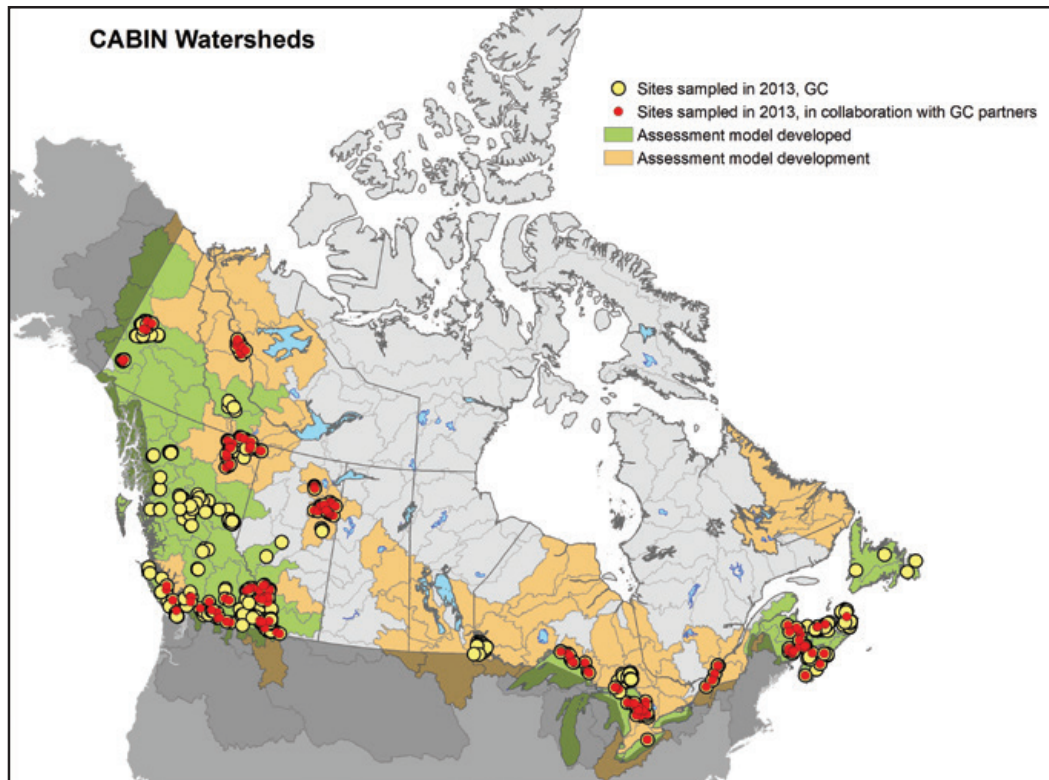 CABIN Watersheds
Sites sampled in 2013, GC
Sites sampled in 2013, in collaboration with GC partners
Assessment model developed
Assessment model development